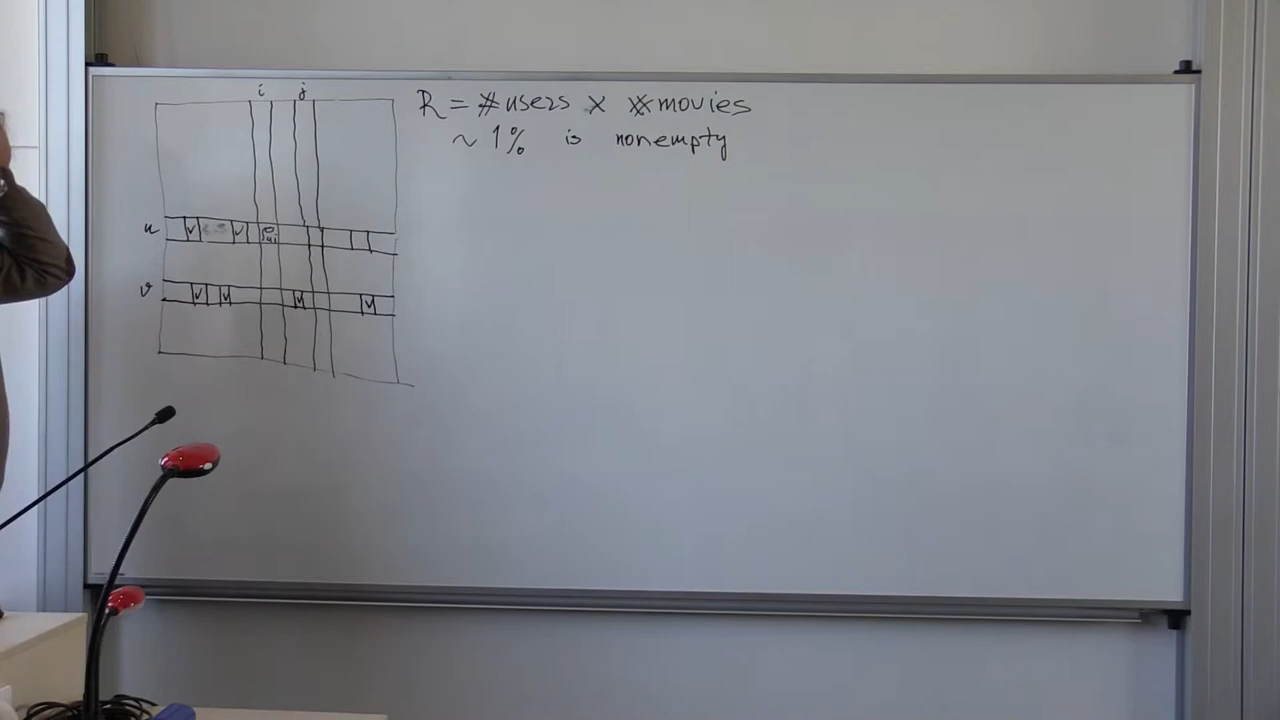 i j
R = # users × # movies
~ 1% is nonempty
u
v